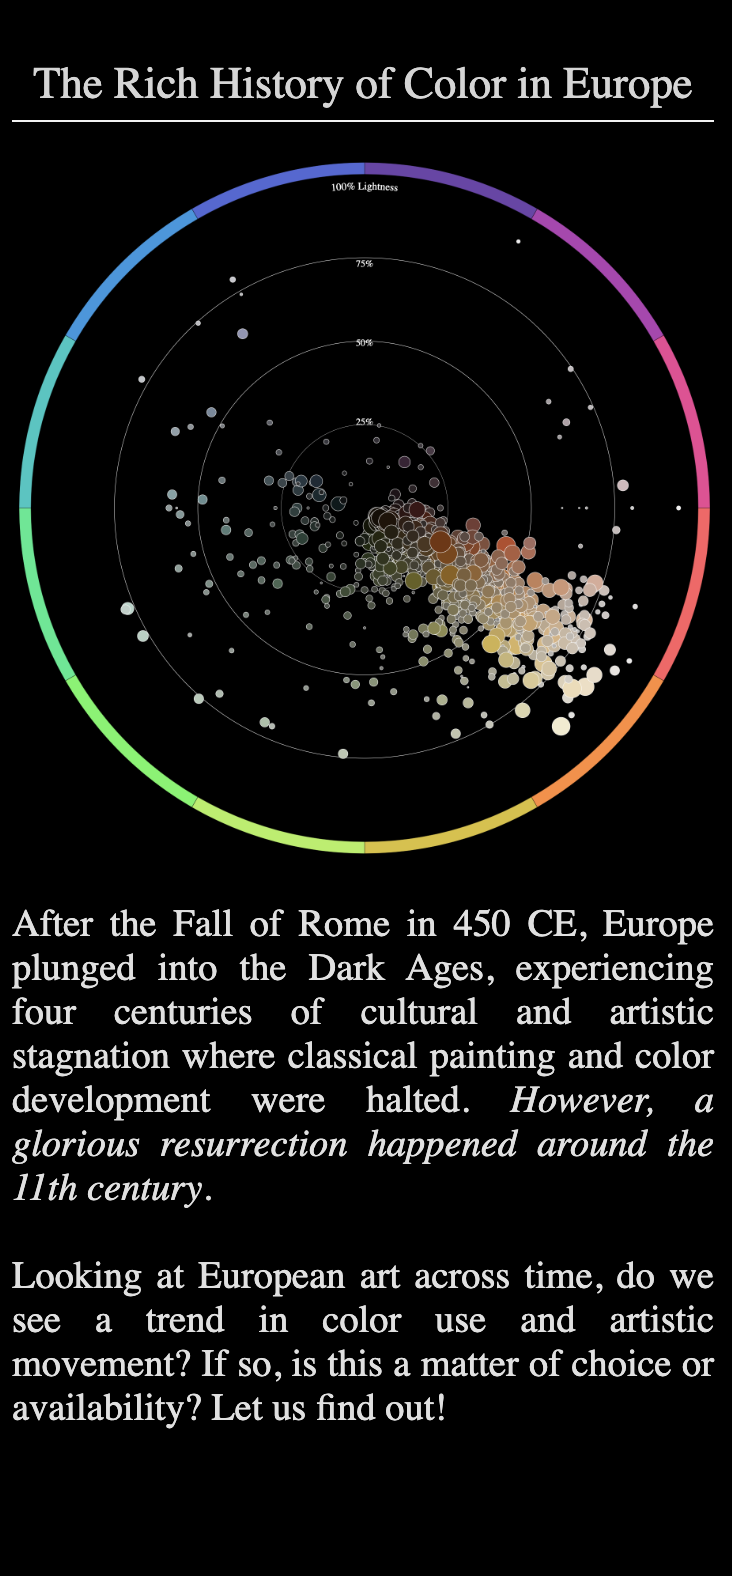 The Rich History of Color in Europe
100% Lightness
75%
50%
25%
After the Fall of Rome in 450 CE, Europe
plunged into the Dark Ages, experiencing
four centuries of cultural and artistic
stagnation where classical painting and color
development were halted. However, a
glorious resurrection happened around the
11th century.
Looking at European art across time, do we
see a trend in color use and artistic
movement? If so, is this a matter of choice or
availability? Let us find out!